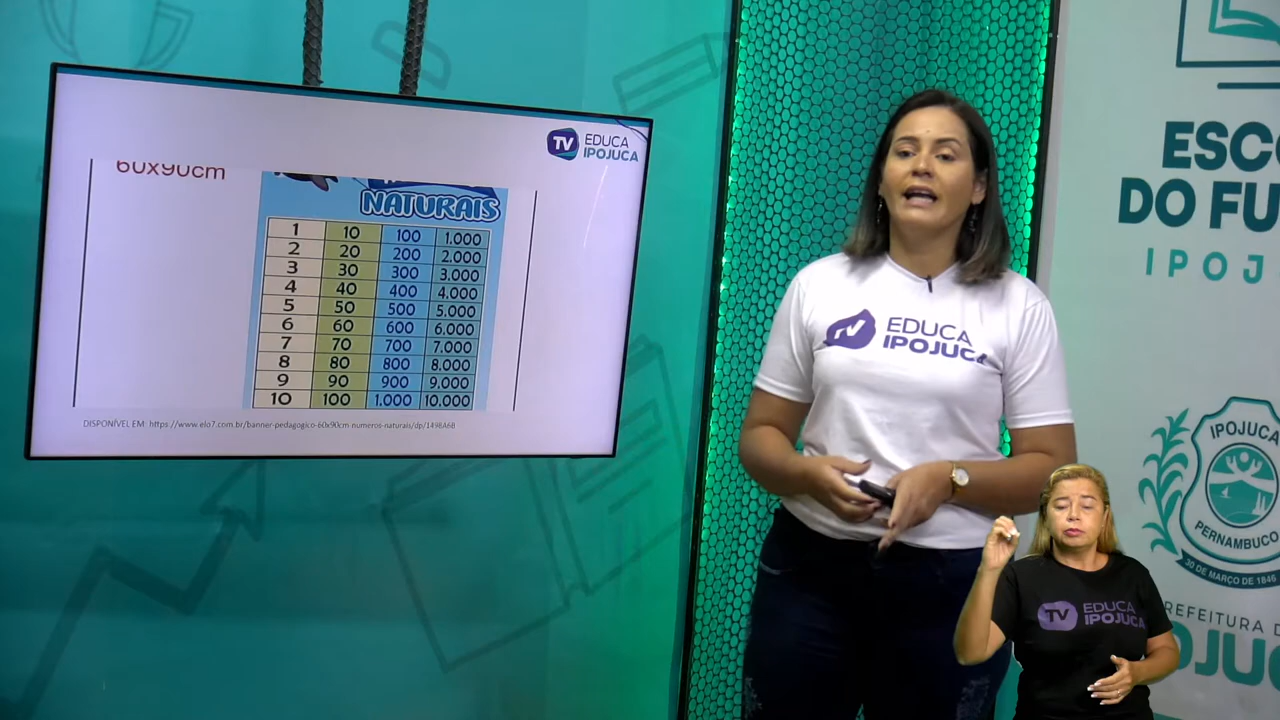 TV EDUCA
IPOJUCA
60x90cm
NATURAIS
1 10 100 1.000
2 20 200 2.000
3 30 300 3.000
4 40 400 4.000
5 50 500 5.000
6 60 600 6.000
7 70 700 7.000
8 80 800 8.000
9 90 900 9.000
10 100 1.000 10.000
DISPONÍVEL EM: https://www.elo7.com.br/banner-pedagogico-60x90cm-numeros-naturais/dp/1498A6B
TV EDUCA
IPOJUCA
ESCO
DO FU
IPOJ
IPOJUCA
PERNAMBUCO
30 DE MARÇO DE 1846
REFEITURA D
OJU
TV EDUCA
IPOJUCA